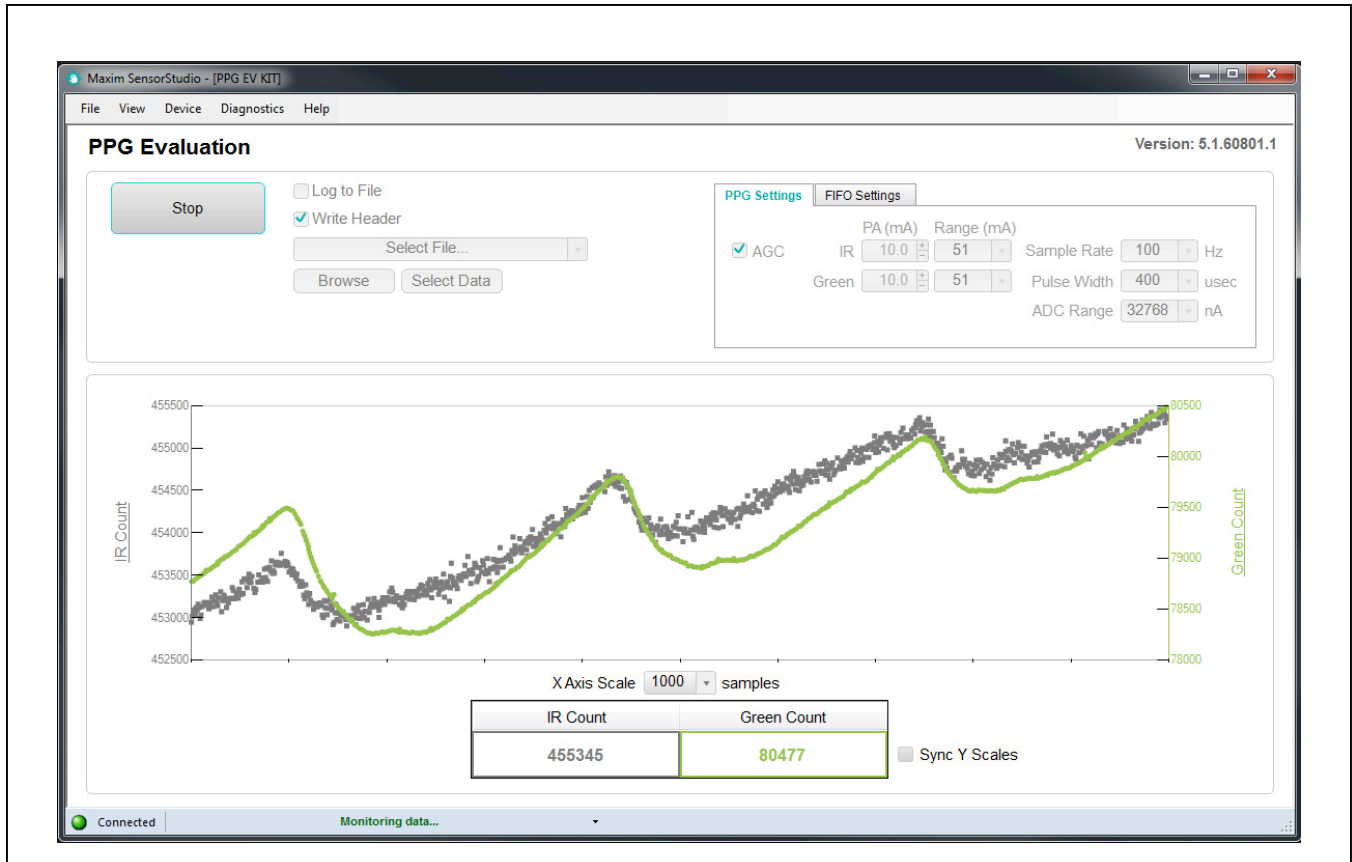 Maxim SensorStudio - [PPG EV KIT]
File View Device Diagnostics Help
PPG Evaluation
Version: 5.1.60801.1
Stop
Log to File
Write Header
Select File...
Browse Select Data
PPG Settings FIFO Settings
PA (mA) Range (mA)
AGC IR 10.0 51 Sample Rate 100 Hz
Green 10.0 51 Pulse Width 400 usec
ADC Range 32768 nA
455500 80500
455000 80000
454500 79500
454000 79000
453500 78500
453000 78000
452500
IR Count
Green Count
X Axis Scale 1000 samples
IR Count Green Count
455345 80477 Sync Y Scales
Connected Monitoring data...